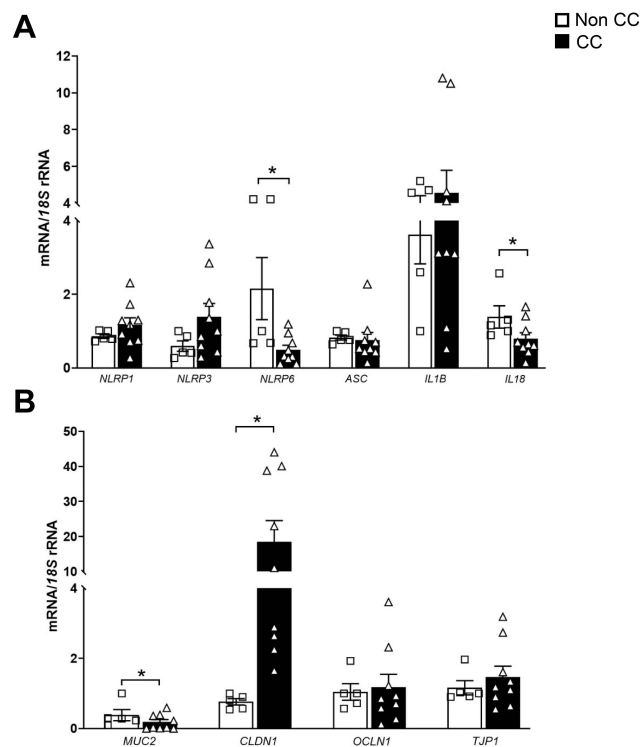 A
Non CC
CC
mRNA/18S rRNA
12
10
8
6
4
4
2
0
*
*
NLRP1 NLRP3 NLRP6 ASC IL1B IL18
B
mRNA/18S rRNA
50
40
30
20
10
4
2
0
*
*
MUC2 CLDN1 OCLN1 TJP1